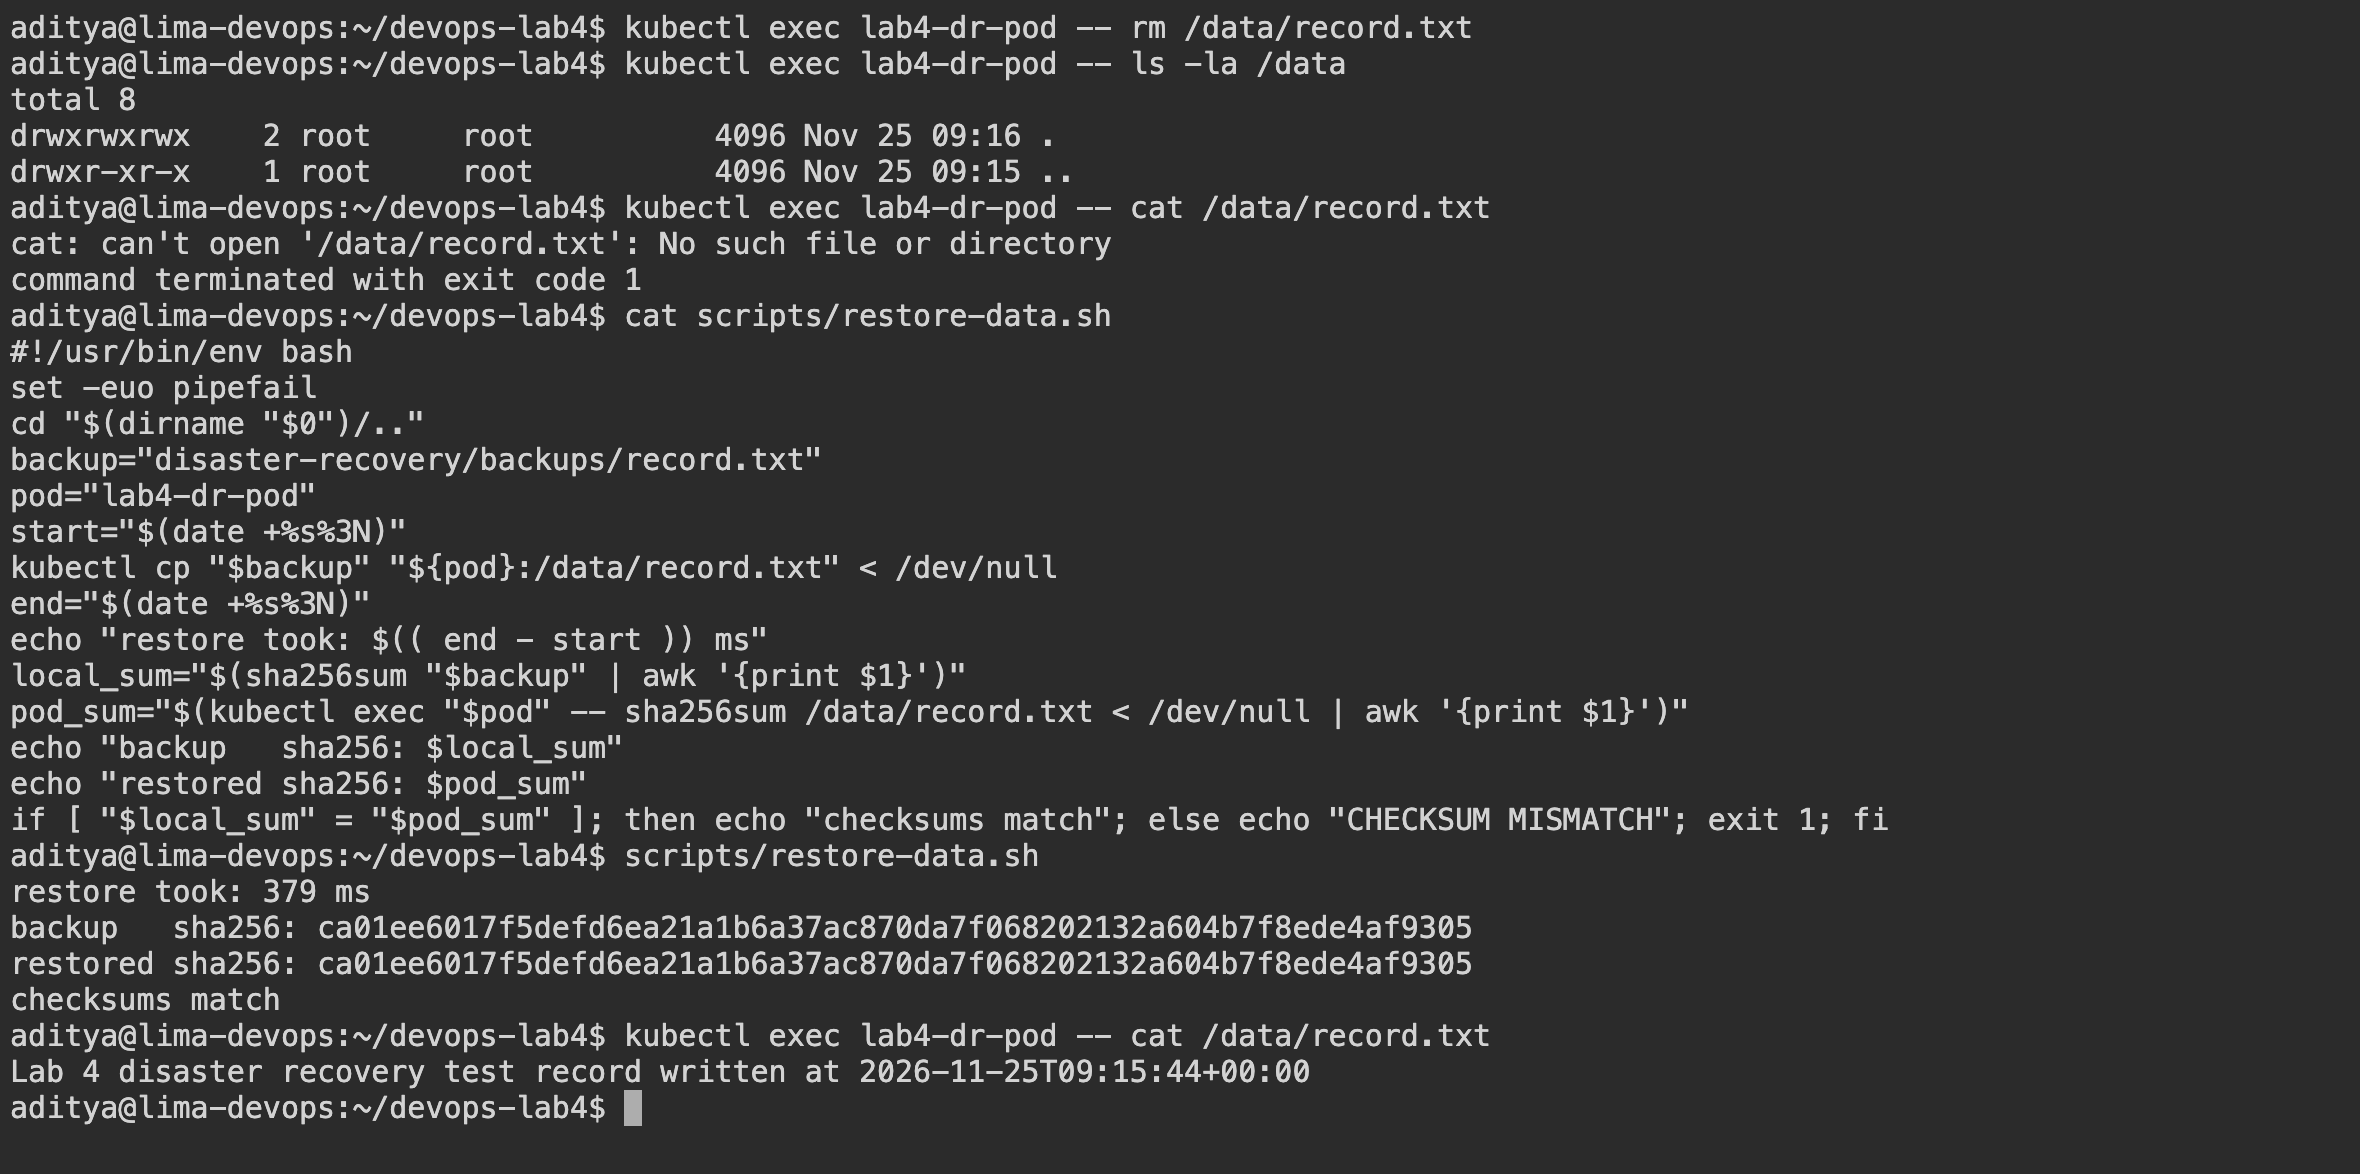 aditya@lima-devops:~/devops-lab4$ kubectl exec lab4-dr-pod -- rm /data/record.txt
aditya@lima-devops:~/devops-lab4$ kubectl exec lab4-dr-pod -- ls -la /data
total 8
drwxrwxrwx    2 root     root          4096 Nov 25 09:16 .
drwxr-xr-x    1 root     root          4096 Nov 25 09:15 ..
aditya@lima-devops:~/devops-lab4$ kubectl exec lab4-dr-pod -- cat /data/record.txt
cat: can't open '/data/record.txt': No such file or directory
command terminated with exit code 1
aditya@lima-devops:~/devops-lab4$ cat scripts/restore-data.sh
#!/usr/bin/env bash
set -euo pipefail
cd "$(dirname "$0")/.."
backup="disaster-recovery/backups/record.txt"
pod="lab4-dr-pod"
start="$(date +%s%3N)"
kubectl cp "$backup" "${pod}:/data/record.txt" < /dev/null
end="$(date +%s%3N)"
echo "restore took: $(( end - start )) ms"
local_sum="$(sha256sum "$backup" | awk '{print $1}')"
pod_sum="$(kubectl exec "$pod" -- sha256sum /data/record.txt < /dev/null | awk '{print $1}')"
echo "backup   sha256: $local_sum"
echo "restored sha256: $pod_sum"
if [ "$local_sum" = "$pod_sum" ]; then echo "checksums match"; else echo "CHECKSUM MISMATCH"; exit 1; fi
aditya@lima-devops:~/devops-lab4$ scripts/restore-data.sh
restore took: 379 ms
backup   sha256: ca01ee6017f5defd6ea21a1b6a37ac870da7f068202132a604b7f8ede4af9305
restored sha256: ca01ee6017f5defd6ea21a1b6a37ac870da7f068202132a604b7f8ede4af9305
checksums match
aditya@lima-devops:~/devops-lab4$ kubectl exec lab4-dr-pod -- cat /data/record.txt
Lab 4 disaster recovery test record written at 2026-11-25T09:15:44+00:00
aditya@lima-devops:~/devops-lab4$